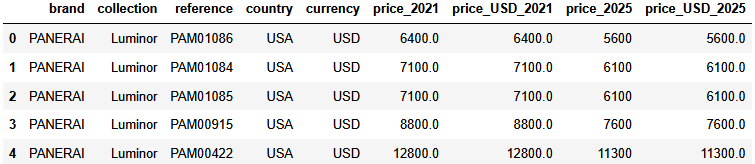 brand collection reference country currency price_2021 price_USD_2021 price_2025 price_USD_2025
0 PANERAI Luminor PAM01086 USA USD 6400.0 6400.0 5600 5600.0
1 PANERAI Luminor PAM01084 USA USD 7100.0 7100.0 6100 6100.0
2 PANERAI Luminor PAM01085 USA USD 7100.0 7100.0 6100 6100.0
3 PANERAI Luminor PAM00915 USA USD 8800.0 8800.0 7600 7600.0
4 PANERAI Luminor PAM00422 USA USD 12800.0 12800.0 11300 11300.0